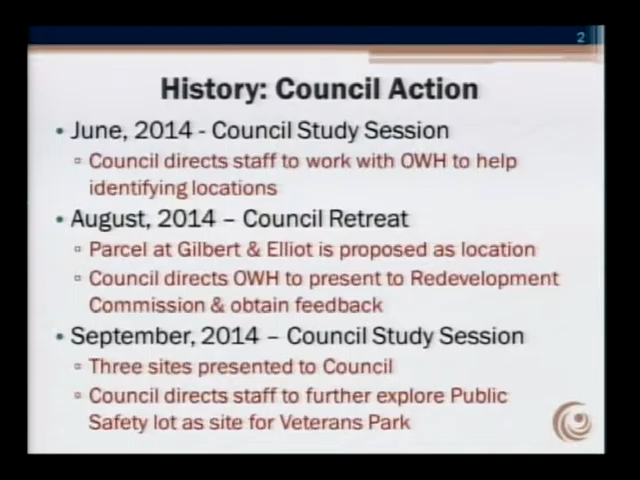 2
History: Council Action
• June, 2014 - Council Study Session
▫ Council directs staff to work with OWH to help
identifying locations
• August, 2014 – Council Retreat
▫ Parcel at Gilbert & Elliot is proposed as location
▫ Council directs OWH to present to Redevelopment
Commission & obtain feedback
• September, 2014 – Council Study Session
▫ Three sites presented to Council
▫ Council directs staff to further explore Public
Safety lot as site for Veterans Park